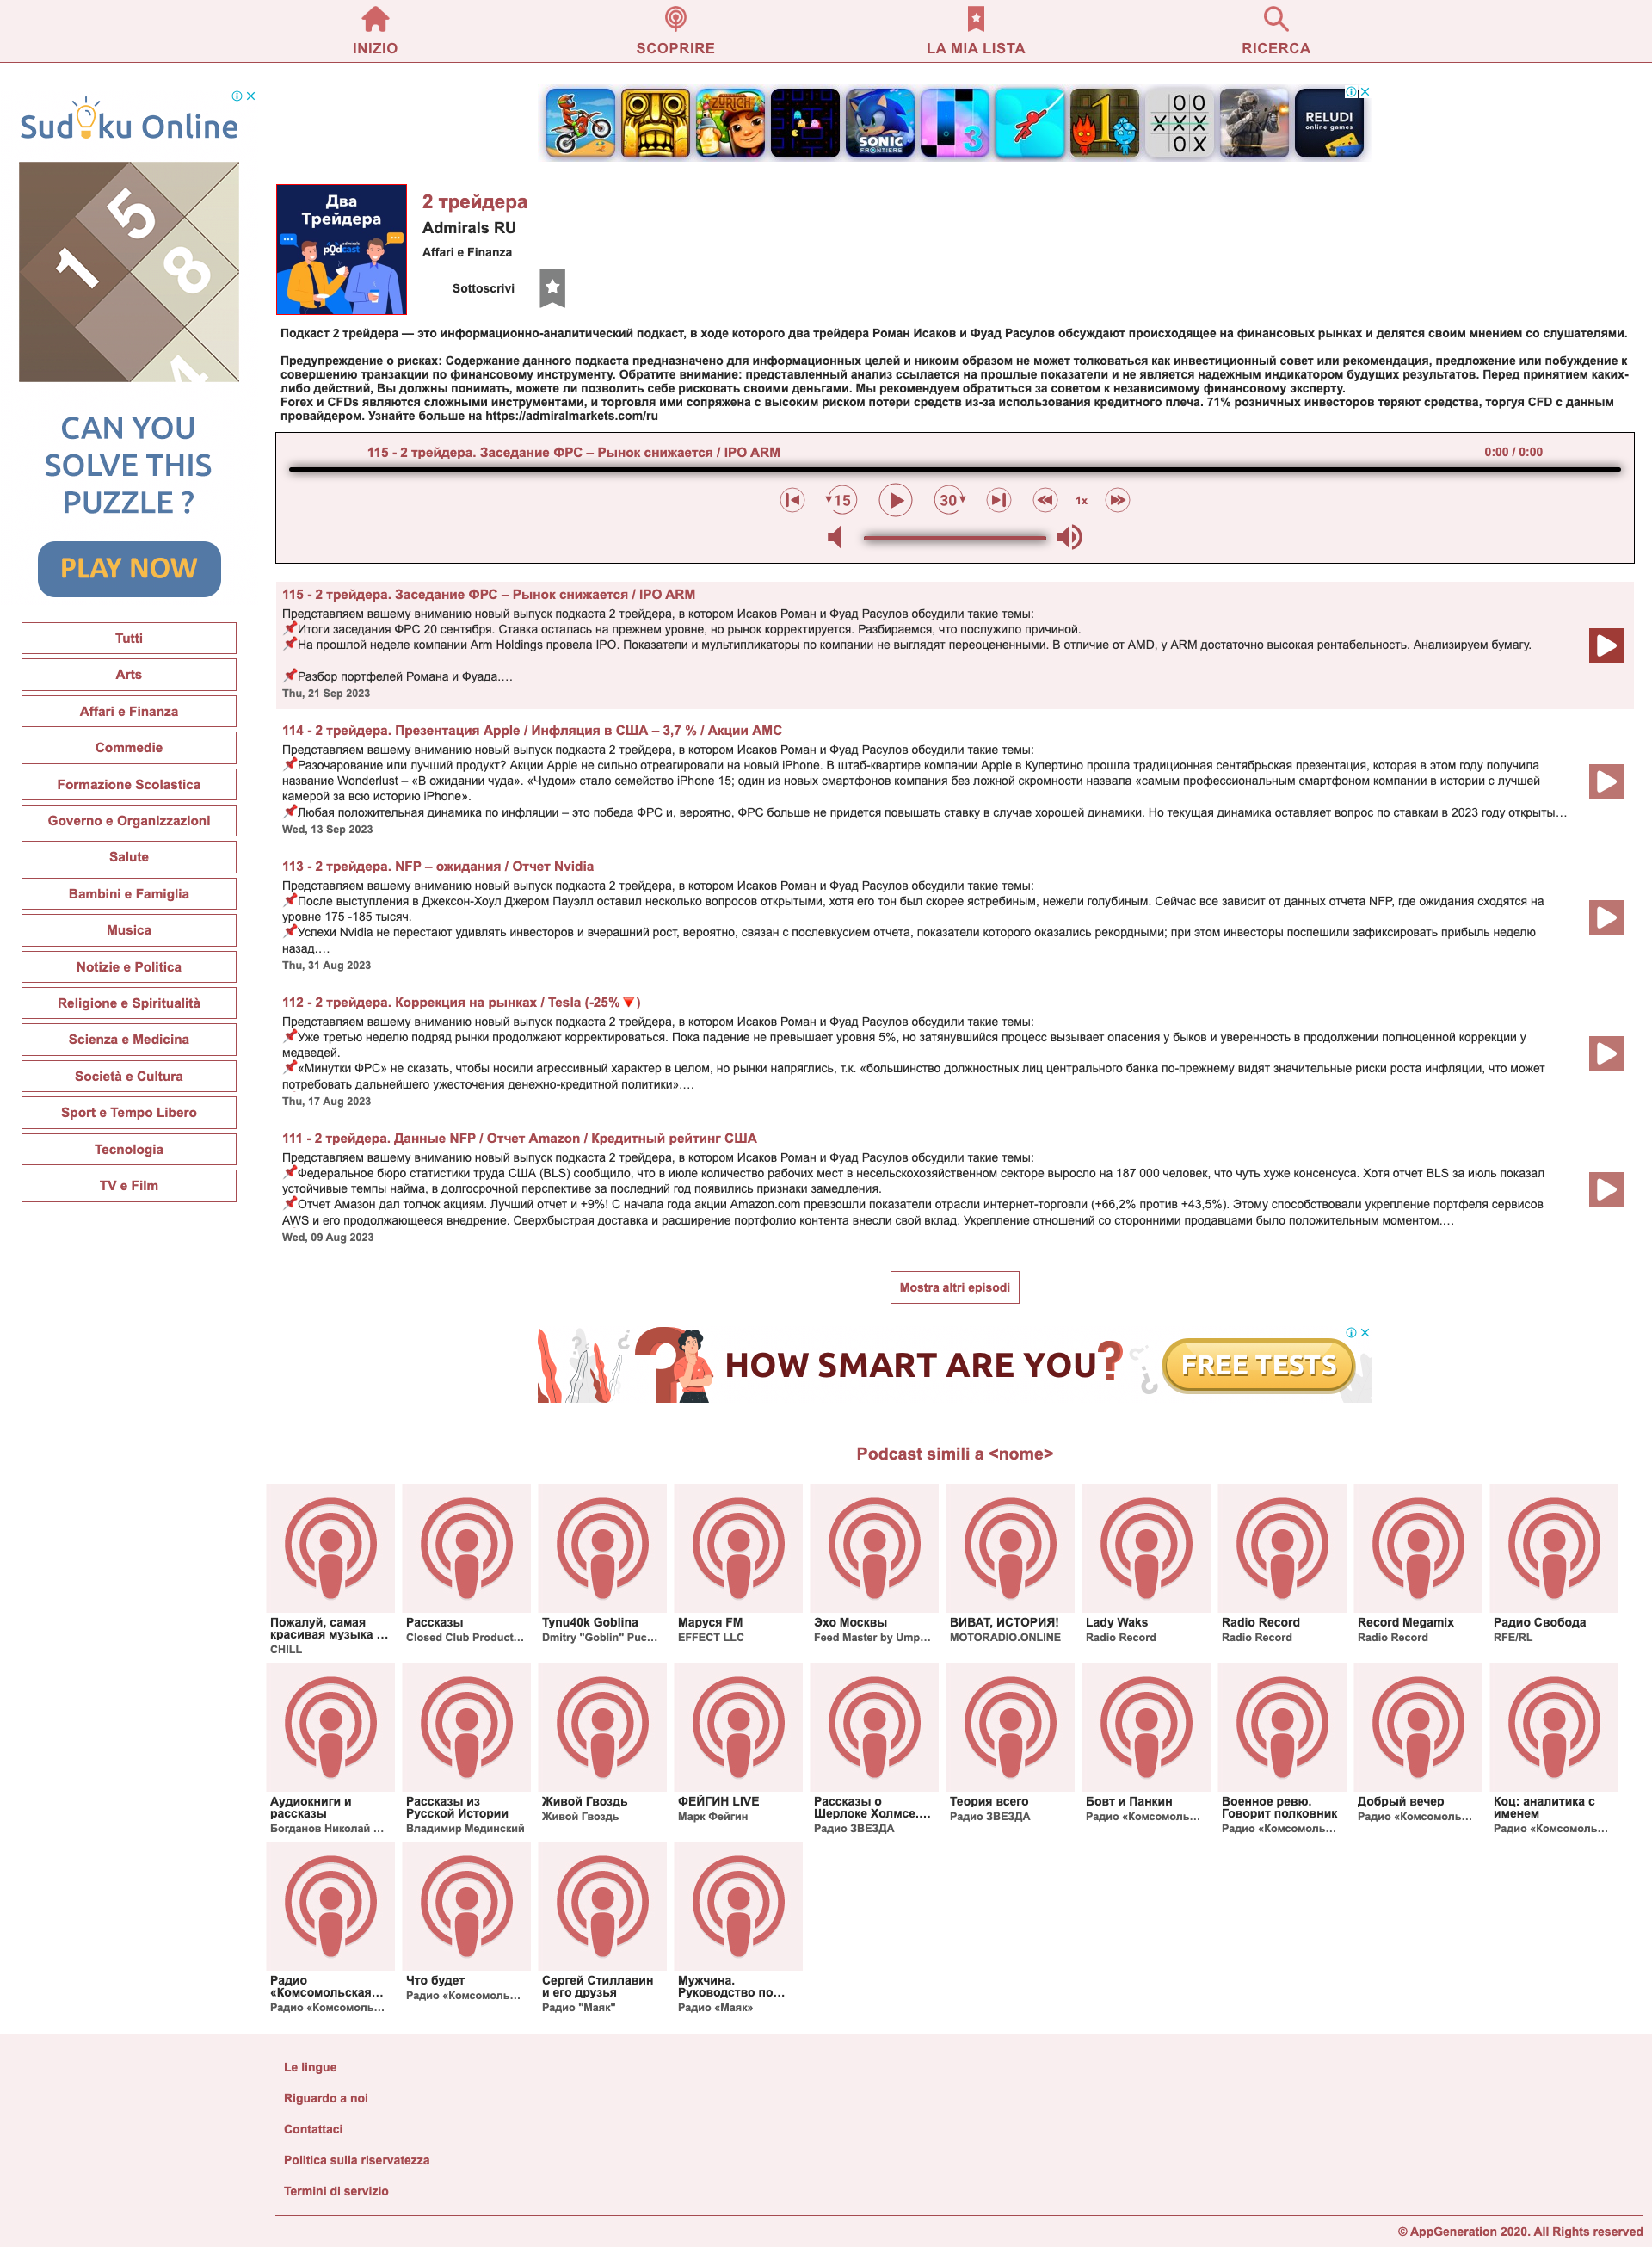 INIZIO
SCOPRIRE
LA MIA LISTA
RICERCA
Sudoku Online
1 5 8 4
CAN YOU
SOLVE THIS
PUZZLE ?
PLAY NOW
ZURICH
SONIC
FRONTIERS
3
1
O O
X X X
O X
RELUDI
online games
Два
Трейдера
admirals
podcast
2 трейдера
Admirals RU
Affari e Finanza
Sottoscrivi
Подкаст 2 трейдера — это информационно-аналитический подкаст, в ходе которого два трейдера Роман Исаков и Фуад Расулов обсуждают происходящее на финансовых рынках и делятся своим мнением со слушателями.
Предупреждение о рисках: Содержание данного подкаста предназначено для информационных целей и никоим образом не может толковаться как инвестиционный совет или рекомендация, предложение или побуждение к
совершению транзакции по финансовому инструменту. Обратите внимание: представленный анализ ссылается на прошлые показатели и не является надежным индикатором будущих результатов. Перед принятием каких-
либо действий, Вы должны понимать, можете ли позволить себе рисковать своими деньгами. Мы рекомендуем обратиться за советом к независимому финансовому эксперту.
Forex и CFDs являются сложными инструментами, и торговля ими сопряжена с высоким риском потери средств из-за использования кредитного плеча. 71% розничных инвесторов теряют средства, торгуя CFD с данным
провайдером. Узнайте больше на https://admiralmarkets.com/ru
115 - 2 трейдера. Заседание ФРС – Рынок снижается / IPO ARM
0:00 / 0:00
15
30
1x
115 - 2 трейдера. Заседание ФРС – Рынок снижается / IPO ARM
Представляем вашему вниманию новый выпуск подкаста 2 трейдера, в котором Исаков Роман и Фуад Расулов обсудили такие темы:
📌Итоги заседания ФРС 20 сентября. Ставка осталась на прежнем уровне, но рынок корректируется. Разбираемся, что послужило причиной.
📌На прошлой неделе компании Arm Holdings провела IPO. Показатели и мультипликаторы по компании не выглядят переоцененными. В отличие от AMD, у ARM достаточно высокая рентабельность. Анализируем бумагу.
📌Разбор портфелей Романа и Фуада.…
Thu, 21 Sep 2023
114 - 2 трейдера. Презентация Apple / Инфляция в США – 3,7 % / Акции AMC
Представляем вашему вниманию новый выпуск подкаста 2 трейдера, в котором Исаков Роман и Фуад Расулов обсудили такие темы:
📌Разочарование или лучший продукт? Акции Apple не сильно отреагировали на новый iPhone. В штаб-квартире компании Apple в Купертино прошла традиционная сентябрьская презентация, которая в этом году получила
название Wonderlust – «В ожидании чуда». «Чудом» стало семейство iPhone 15; один из новых смартфонов компания без ложной скромности назвала «самым профессиональным смартфоном компании в истории с лучшей
камерой за всю историю iPhone».
📌Любая положительная динамика по инфляции – это победа ФРС и, вероятно, ФРС больше не придется повышать ставку в случае хорошей динамики. Но текущая динамика оставляет вопрос по ставкам в 2023 году открыты…
Wed, 13 Sep 2023
113 - 2 трейдера. NFP – ожидания / Отчет Nvidia
Представляем вашему вниманию новый выпуск подкаста 2 трейдера, в котором Исаков Роман и Фуад Расулов обсудили такие темы:
📌После выступления в Джексон-Хоул Джером Пауэлл оставил несколько вопросов открытыми, хотя его тон был скорее ястребиным, нежели голубиным. Сейчас все зависит от данных отчета NFP, где ожидания сходятся на
уровне 175 -185 тысяч.
📌Успехи Nvidia не перестают удивлять инвесторов и вчерашний рост, вероятно, связан с послевкусием отчета, показатели которого оказались рекордными; при этом инвесторы поспешили зафиксировать прибыль неделю
назад.…
Thu, 31 Aug 2023
112 - 2 трейдера. Коррекция на рынках / Tesla (-25%🔻)
Представляем вашему вниманию новый выпуск подкаста 2 трейдера, в котором Исаков Роман и Фуад Расулов обсудили такие темы:
📌Уже третью неделю подряд рынки продолжают корректироваться. Пока падение не превышает уровня 5%, но затянувшийся процесс вызывает опасения у быков и уверенность в продолжении полноценной коррекции у
медведей.
📌«Минутки ФРС» не сказать, чтобы носили агрессивный характер в целом, но рынки напряглись, т.к. «большинство должностных лиц центрального банка по-прежнему видят значительные риски роста инфляции, что может
потребовать дальнейшего ужесточения денежно-кредитной политики».…
Thu, 17 Aug 2023
111 - 2 трейдера. Данные NFP / Отчет Amazon / Кредитный рейтинг США
Представляем вашему вниманию новый выпуск подкаста 2 трейдера, в котором Исаков Роман и Фуад Расулов обсудили такие темы:
📌Федеральное бюро статистики труда США (BLS) сообщило, что в июле количество рабочих мест в несельскохозяйственном секторе выросло на 187 000 человек, что чуть хуже консенсуса. Хотя отчет BLS за июль показал
устойчивые темпы найма, в долгосрочной перспективе за последний год появились признаки замедления.
📌Отчет Амазон дал толчок акциям. Лучший отчет и +9%! С начала года акции Amazon.com превзошли показатели отрасли интернет-торговли (+66,2% против +43,5%). Этому способствовали укрепление портфеля сервисов
AWS и его продолжающееся внедрение. Сверхбыстрая доставка и расширение портфолио контента внесли свой вклад. Укрепление отношений со сторонними продавцами было положительным моментом.…
Wed, 09 Aug 2023
Mostra altri episodi
Tutti
Arts
Affari e Finanza
Commedie
Formazione Scolastica
Governo e Organizzazioni
Salute
Bambini e Famiglia
Musica
Notizie e Politica
Religione e Spiritualità
Scienza e Medicina
Società e Cultura
Sport e Tempo Libero
Tecnologia
TV e Film
HOW SMART ARE YOU?
FREE TESTS
Podcast simili a <nome>
Пожалуй, самая
красивая музыка …
CHILL
Рассказы
Closed Club Product…
Tynu40k Goblina
Dmitry "Goblin" Puc…
Маруся FM
EFFECT LLC
Эхо Москвы
Feed Master by Ump…
ВИВАТ, ИСТОРИЯ!
MOTORADIO.ONLINE
Lady Waks
Radio Record
Radio Record
Radio Record
Record Megamix
Radio Record
Радио Свобода
RFE/RL
Аудиокниги и
рассказы
Богданов Николай …
Рассказы из
Русской Истории
Владимир Мединский
Живой Гвоздь
Живой Гвоздь
ФЕЙГИН LIVE
Марк Фейгин
Рассказы о
Шерлоке Холмсе.…
Радио ЗВЕЗДА
Теория всего
Радио ЗВЕЗДА
Бовт и Панкин
Радио «Комсомоль…
Военное ревю.
Говорит полковник
Радио «Комсомоль…
Добрый вечер
Радио «Комсомоль…
Коц: аналитика с
именем
Радио «Комсомоль…
Радио
«Комсомольская…
Радио «Комсомоль…
Что будет
Радио «Комсомоль…
Сергей Стиллавин
и его друзья
Радио "Маяк"
Мужчина.
Руководство по…
Радио «Маяк»
Le lingue
Riguardo a noi
Contattaci
Politica sulla riservatezza
Termini di servizio
© AppGeneration 2020. All Rights reserved